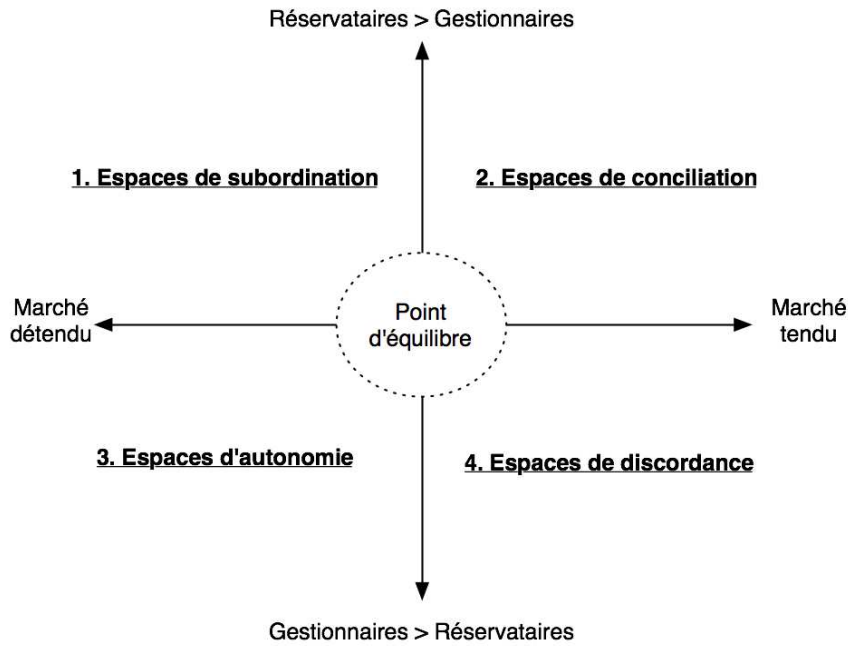 Réservataires > Gestionnaires
1. Espaces de subordination
2. Espaces de conciliation
Marché
détendu
Point
d'équilibre
Marché
tendu
3. Espaces d'autonomie
4. Espaces de discordance
Gestionnaires > Réservataires